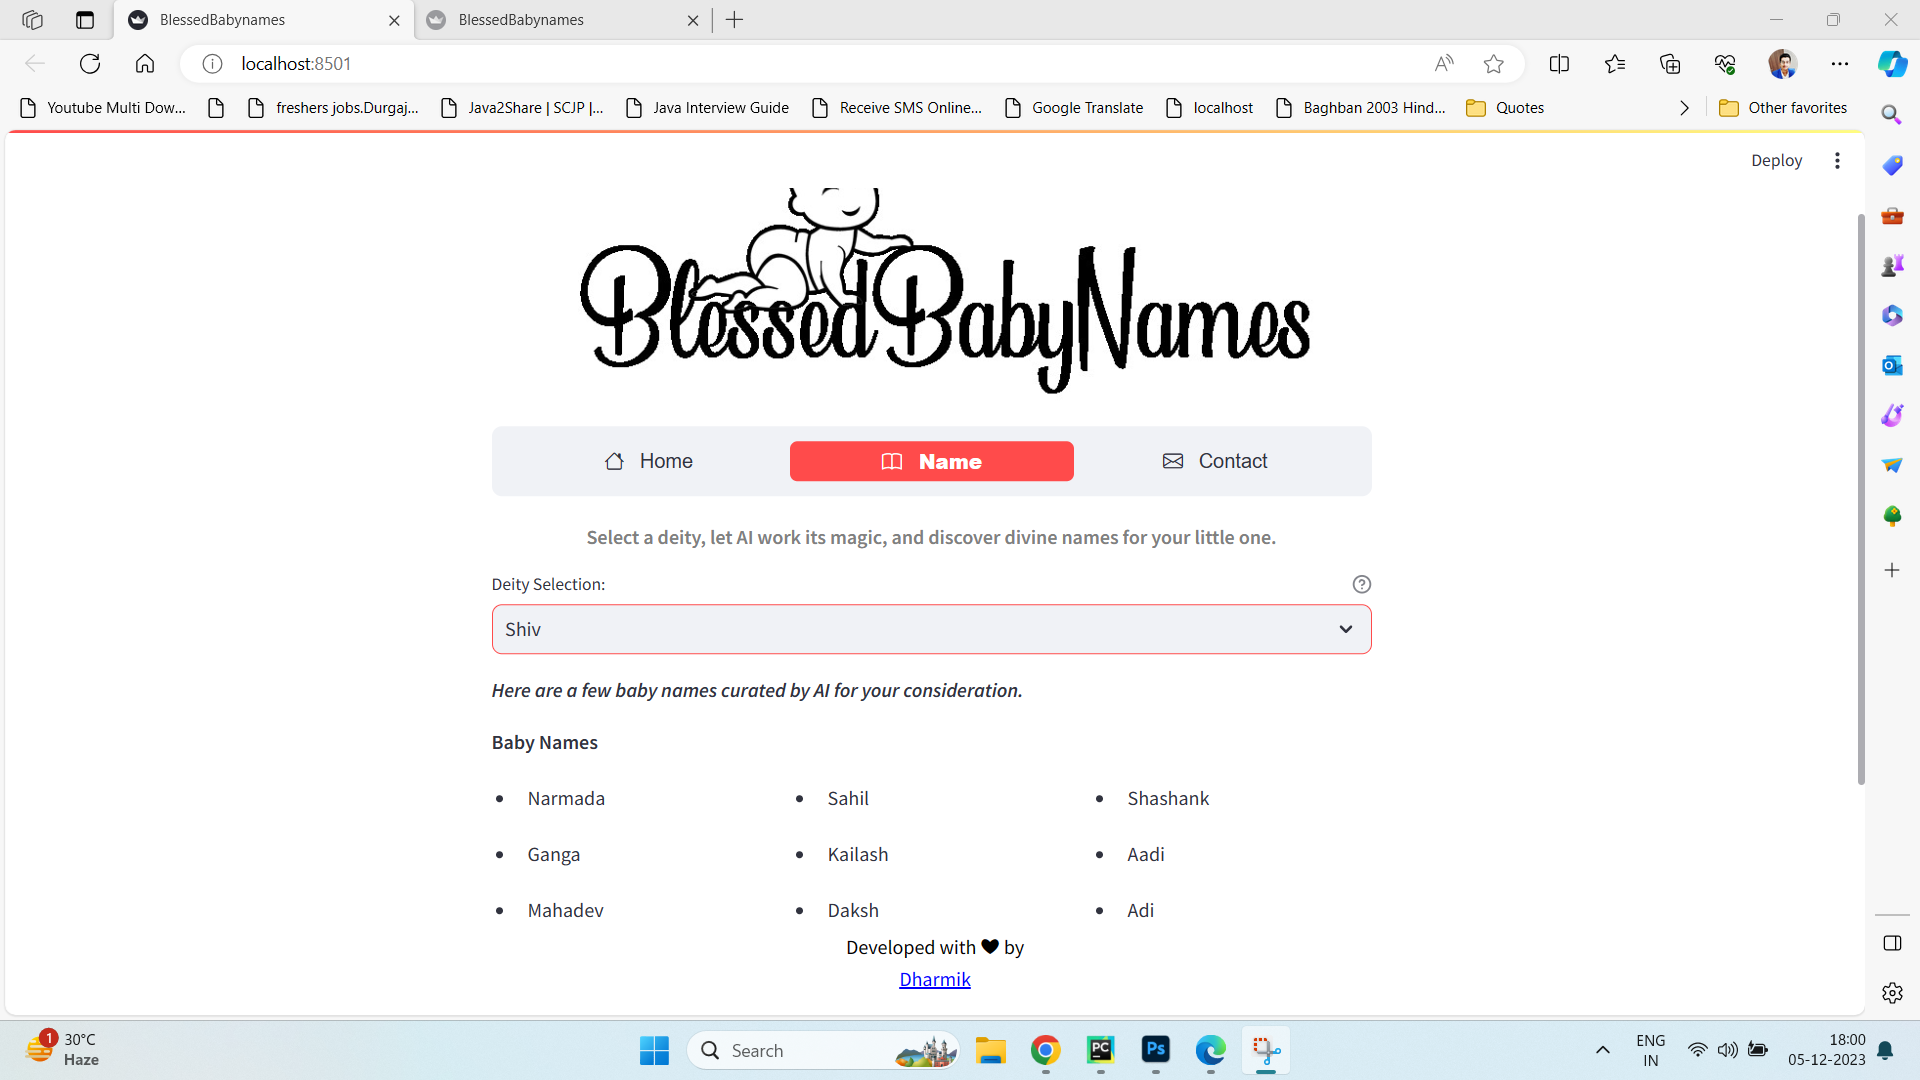 BlessedBabynames
BlessedBabynames
localhost:8501
Youtube Multi Dow...
freshers jobs.Durgaj...
Java2Share | SCJP |...
Java Interview Guide
Receive SMS Online...
Google Translate
localhost
Baghban 2003 Hind...
Quotes
Other favorites
Deploy
BlessedBabyNames
Home
Name
Contact
Select a deity, let AI work its magic, and discover divine names for your little one.
Deity Selection:
Shiv
Here are a few baby names curated by AI for your consideration.
Baby Names
• Narmada
• Sahil
• Shashank
• Ganga
• Kailash
• Aadi
• Mahadev
• Daksh
• Adi
Developed with ♥ by
Dharmik
1
30°C
Haze
Search
PC
Ps
ENG
IN
18:00
05-12-2023